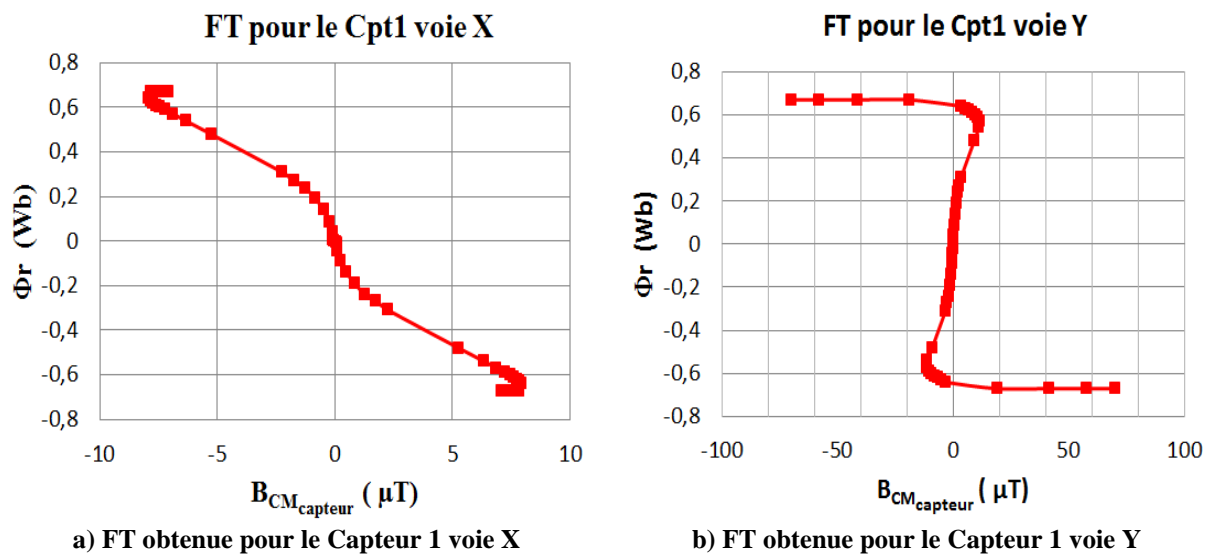 FT pour le Cpt1 voie X
0,8
0,6
0,4
0,2
0
-0,2
-0,4
-0,6
-0,8
Φr (Wb)
-10 -5 0 5 10
B_CM_capteur ( µT)
a) FT obtenue pour le Capteur 1 voie X
FT pour le Cpt1 voie Y
0,8
0,6
0,4
0,2
0
-0,2
-0,4
-0,6
-0,8
Φr (Wb)
-100 -50 0 50 100
B_CM_capteur ( µT)
b) FT obtenue pour le Capteur 1 voie Y